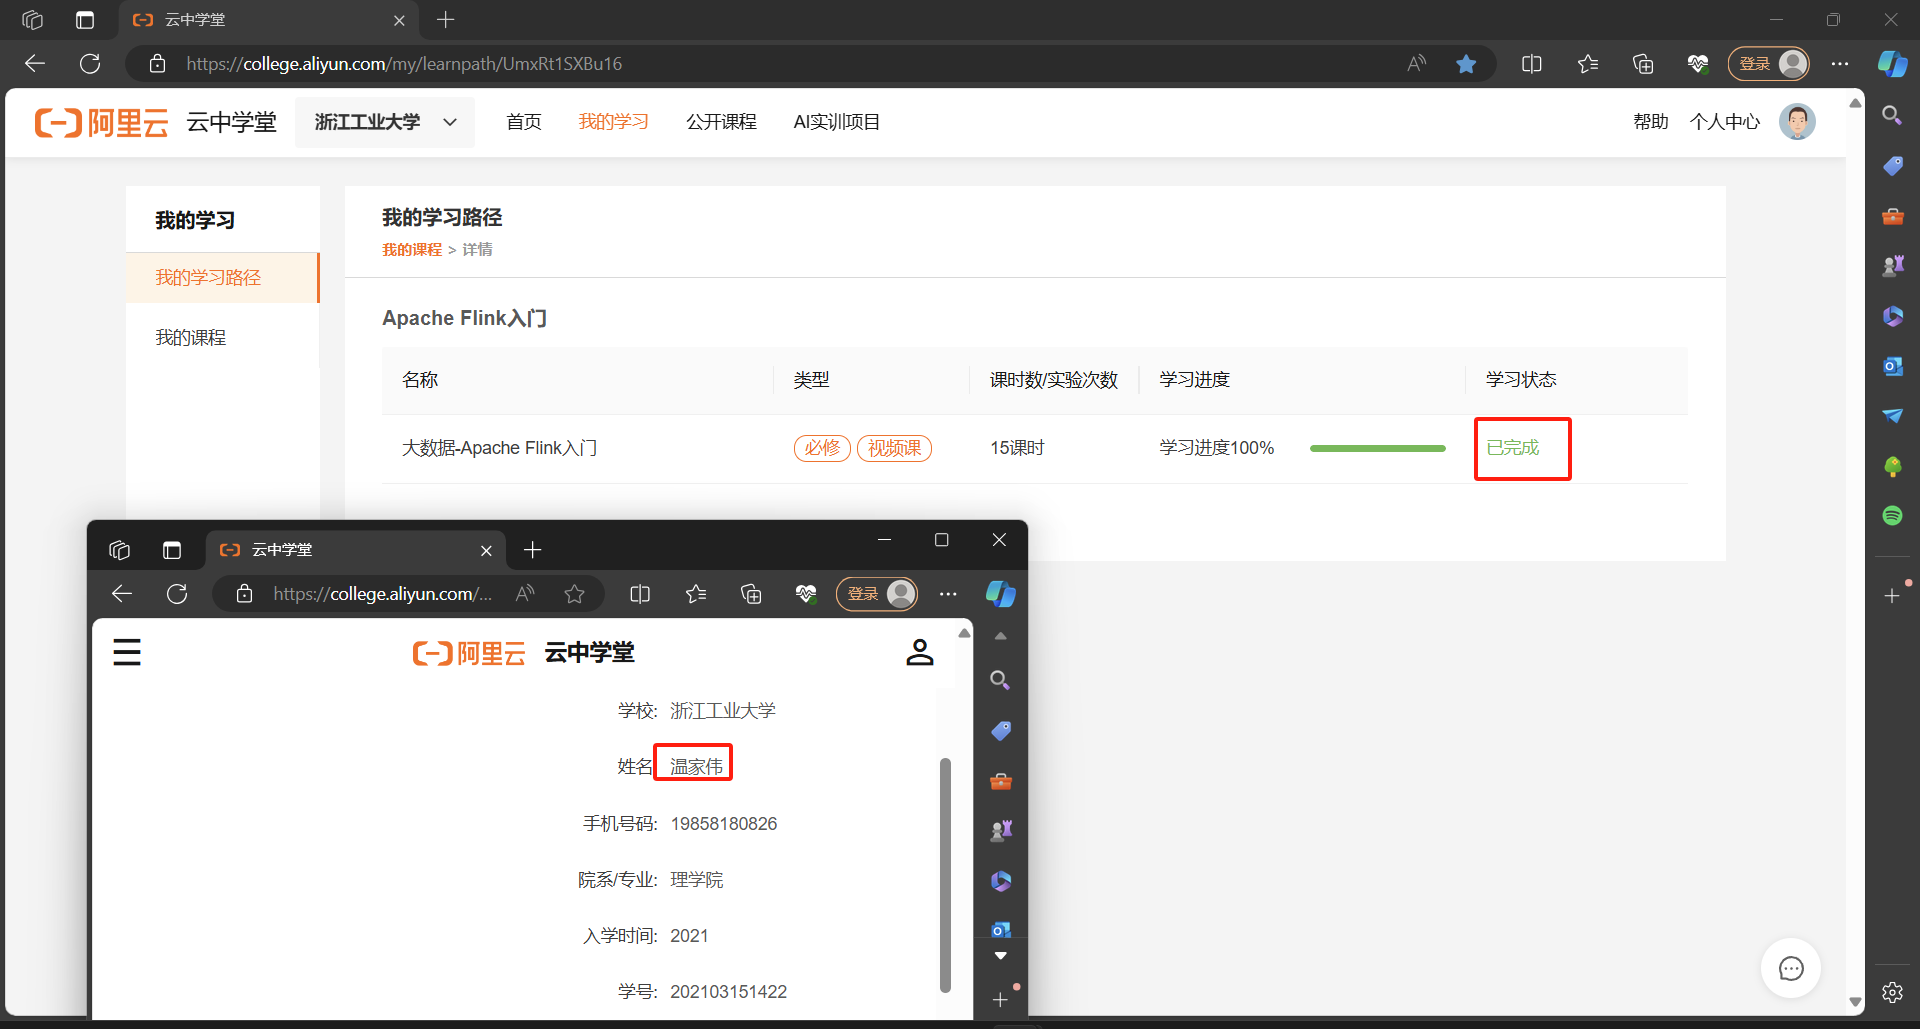 云中学堂
https://college.aliyun.com/my/learnpath/UmxRt1SXBu16
登录
阿里云 云中学堂 浙江工业大学 首页 我的学习 公开课程 AI实训项目 帮助 个人中心
我的学习
我的学习路径
我的课程
我的学习路径
我的课程 > 详情
Apache Flink入门
名称 类型 课时数/实验次数 学习进度 学习状态
大数据-Apache Flink入门 必修 视频课 15课时 学习进度100% 已完成
云中学堂
https://college.aliyun.com/...
登录
阿里云 云中学堂
学校: 浙江工业大学
姓名 温家伟
手机号码: 19858180826
院系/专业: 理学院
入学时间: 2021
学号: 202103151422